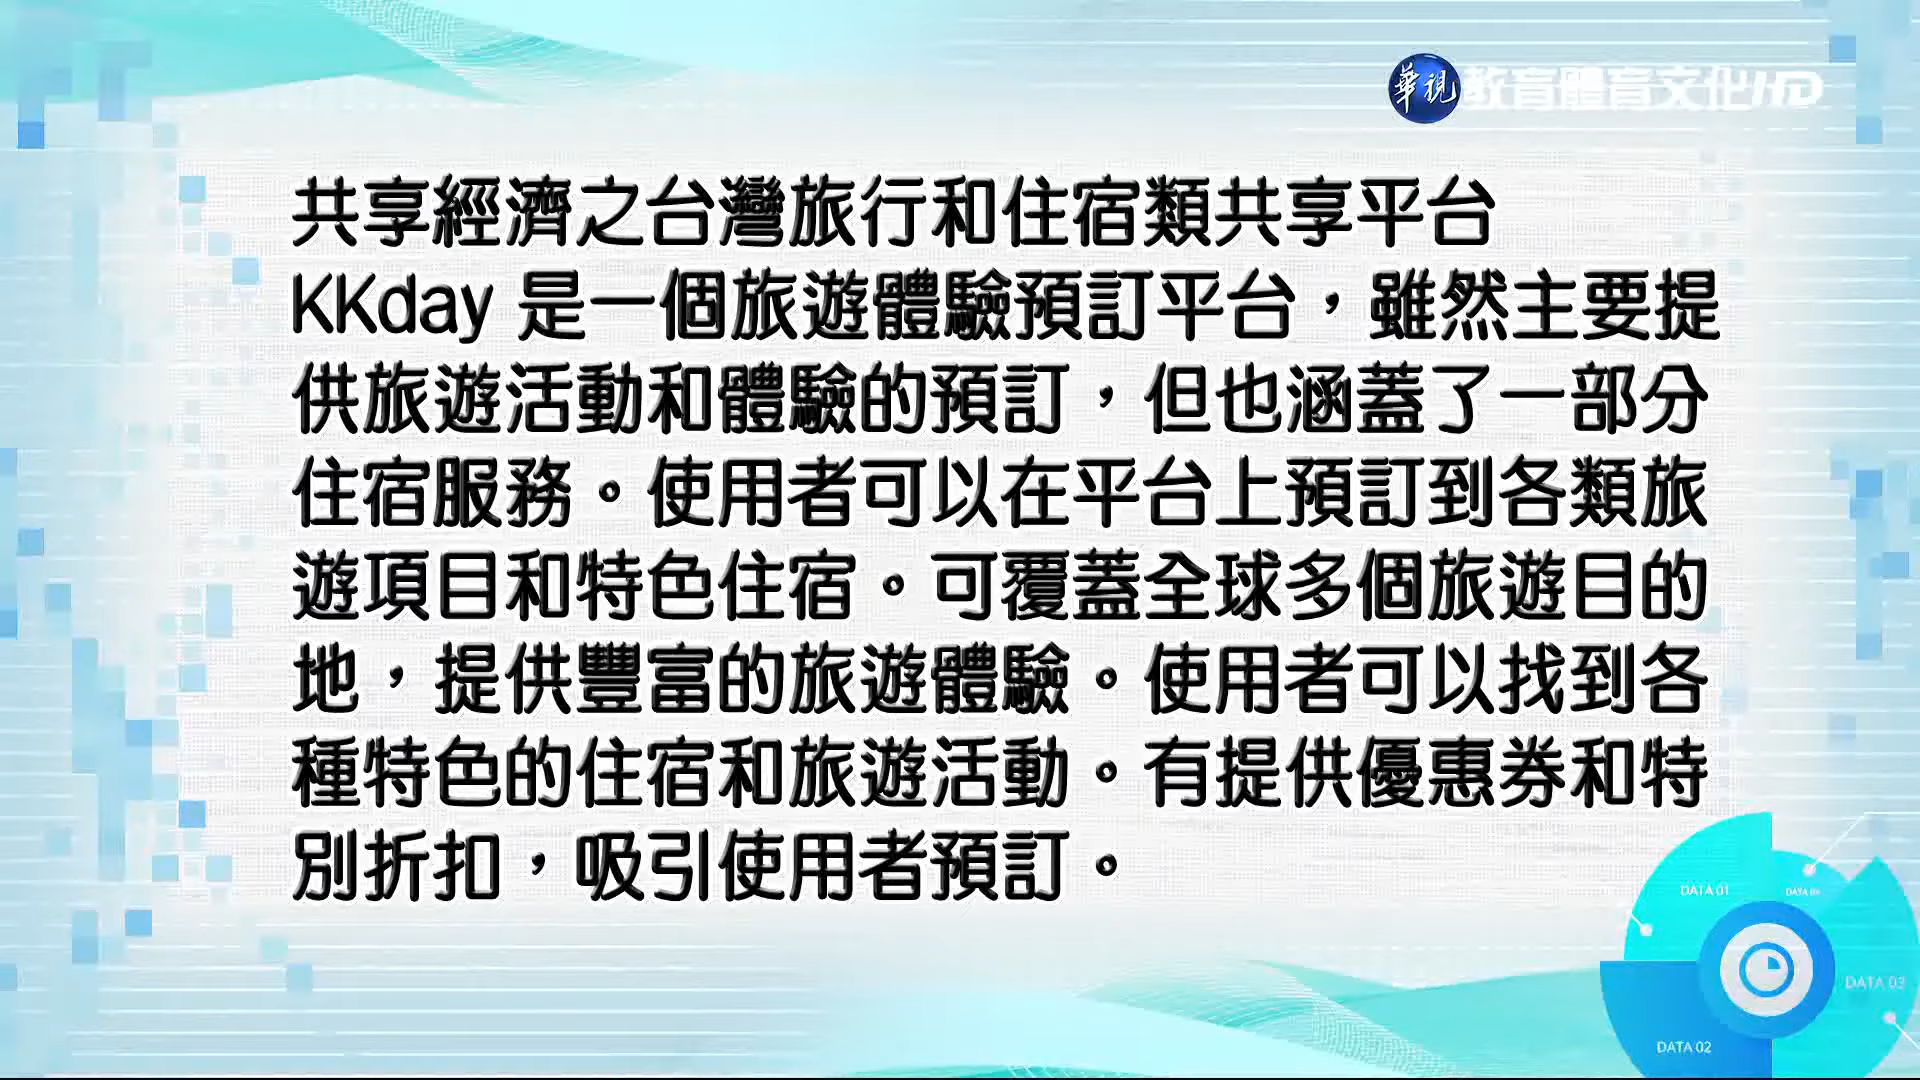 華視 教育體育文化HD
共享經濟之台灣旅行和住宿類共享平台
KKday 是一個旅遊體驗預訂平台，雖然主要提
供旅遊活動和體驗的預訂，但也涵蓋了一部分
住宿服務。使用者可以在平台上預訂到各類旅
遊項目和特色住宿。可覆蓋全球多個旅遊目的
地，提供豐富的旅遊體驗。使用者可以找到各
種特色的住宿和旅遊活動。有提供優惠券和特
別折扣，吸引使用者預訂。
DATA 01
DATA 04
DATA 03
DATA 02